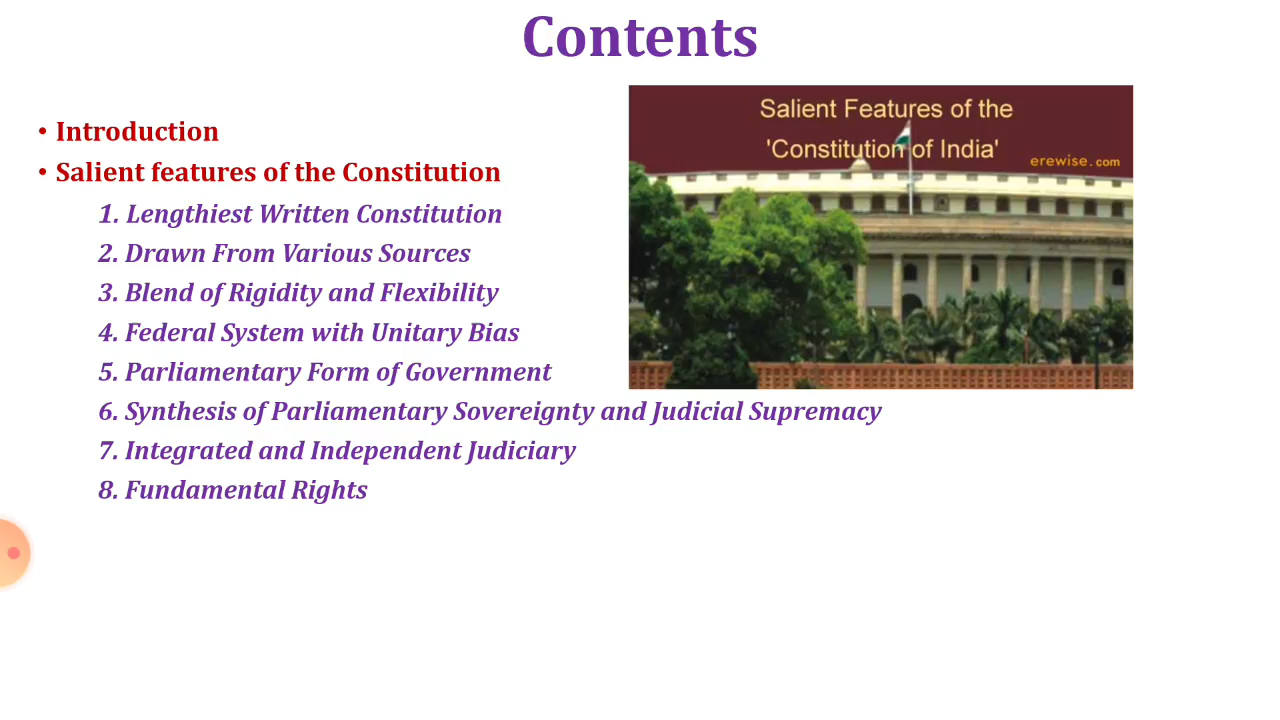 Contents
• Introduction
• Salient features of the Constitution
1. Lengthiest Written Constitution
2. Drawn From Various Sources
3. Blend of Rigidity and Flexibility
4. Federal System with Unitary Bias
5. Parliamentary Form of Government
6. Synthesis of Parliamentary Sovereignty and Judicial Supremacy
7. Integrated and Independent Judiciary
8. Fundamental Rights
Salient Features of the
'Constitution of India'
erewise.com